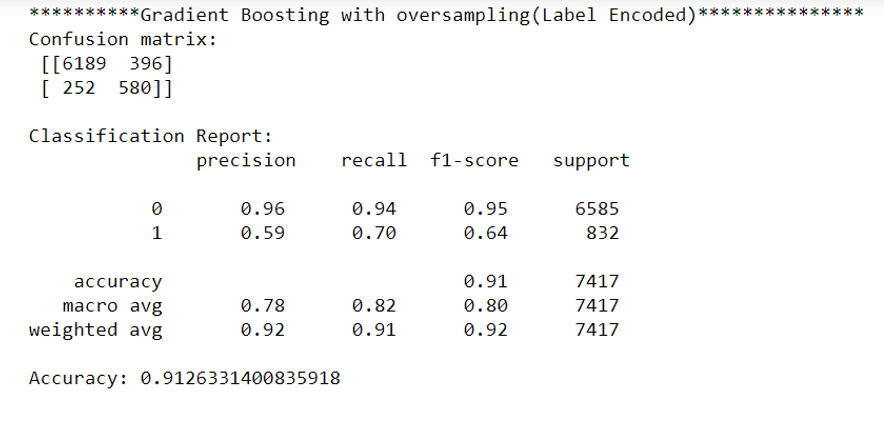 **********Gradient Boosting with oversampling(Label Encoded)***************
Confusion matrix:
[[6189 396]
[ 252 580]]
Classification Report:
precision recall f1-score support
0 0.96 0.94 0.95 6585
1 0.59 0.70 0.64 832
accuracy 0.91 7417
macro avg 0.78 0.82 0.80 7417
weighted avg 0.92 0.91 0.92 7417
Accuracy: 0.9126331400835918